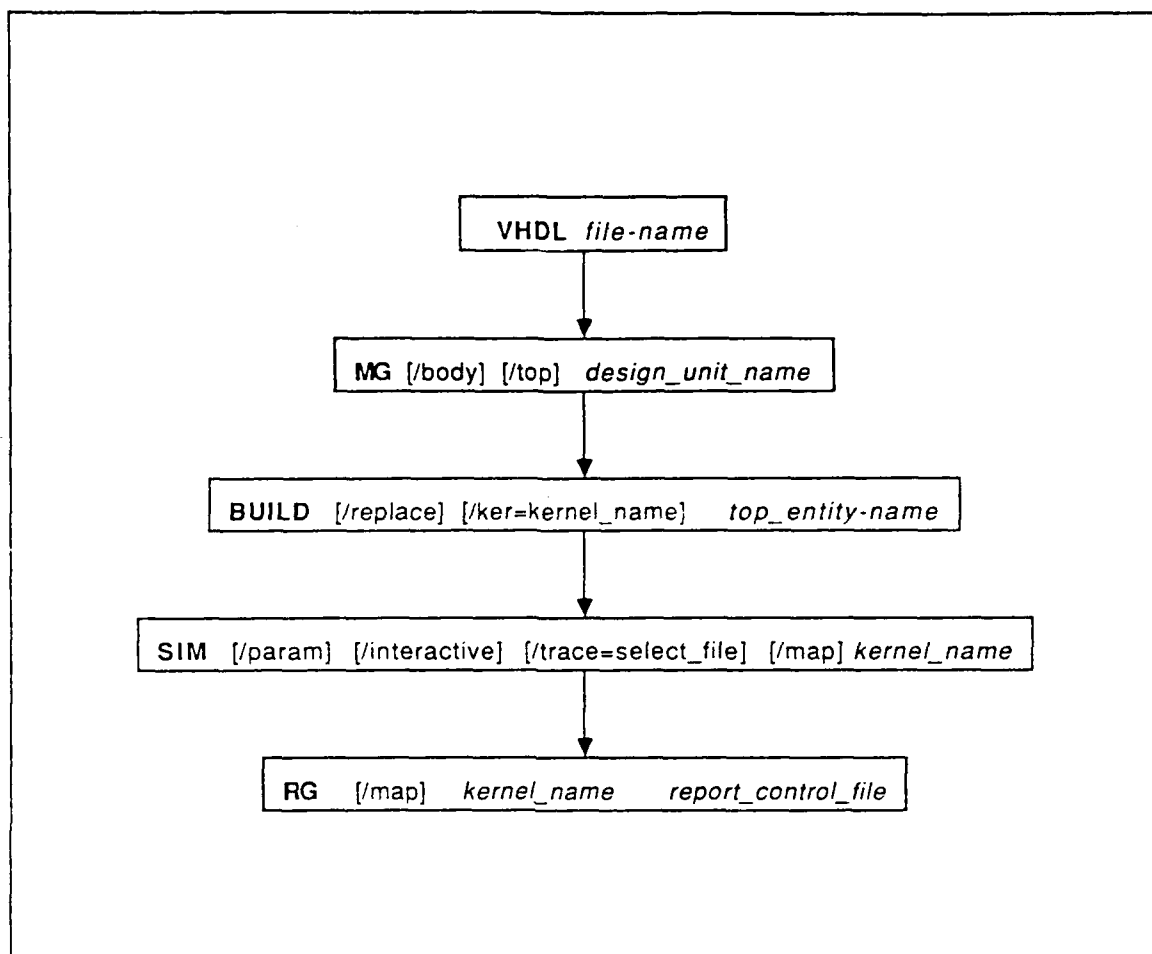 VHDL file-name
MG [/body] [/top] design_unit_name
BUILD [/replace] [/ker=kernel_name] top_entity-name
SIM [/param] [/interactive] [/trace=select_file] [/map] kernel_name
RG [/map] kernel_name report_control_file